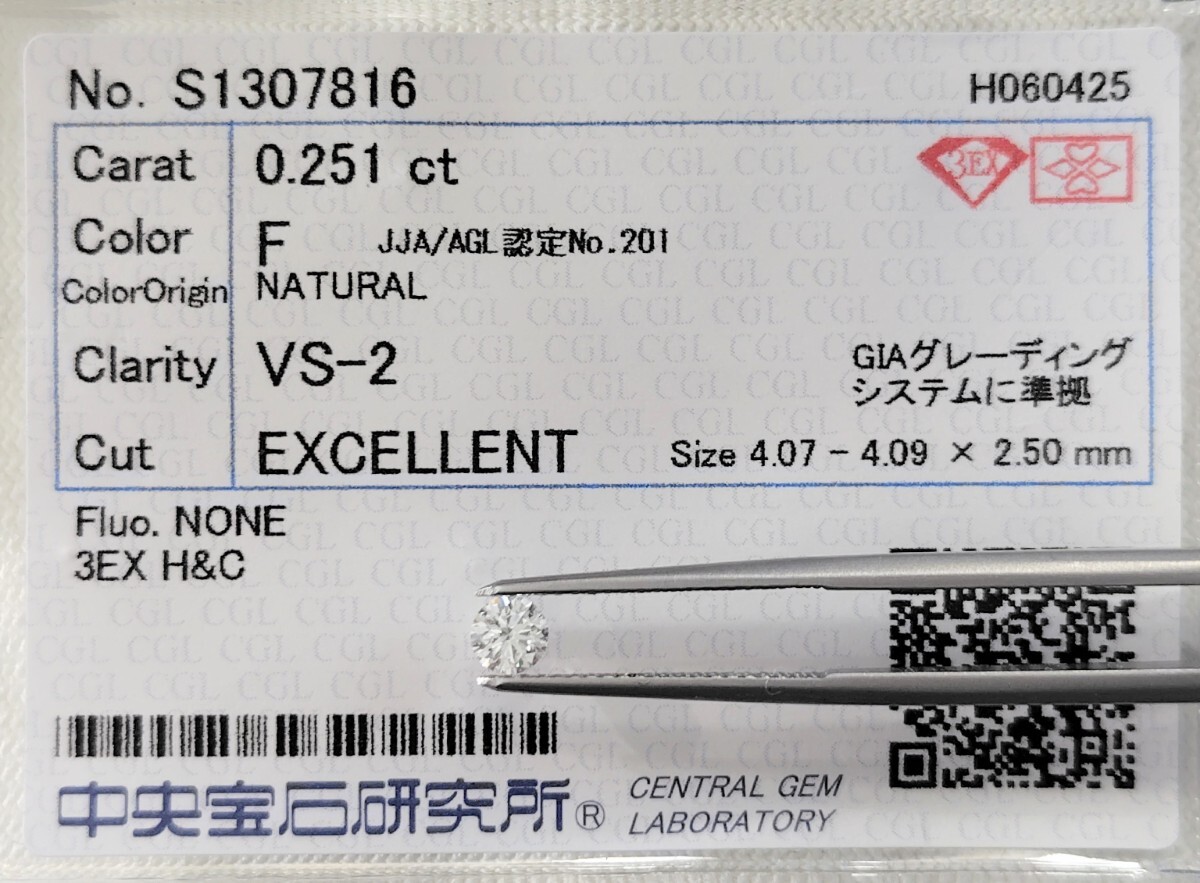 No. S1307816 H060425
Carat 0.251 ct 3EX
Color F JJA/AGL認定No.201
ColorOrigin NATURAL
Clarity VS-2 GIAグレーディング
システムに準拠
Cut EXCELLENT Size 4.07 - 4.09 × 2.50 mm
Fluo. NONE
3EX H&C
中央宝石研究所® CENTRAL GEM
LABORATORY